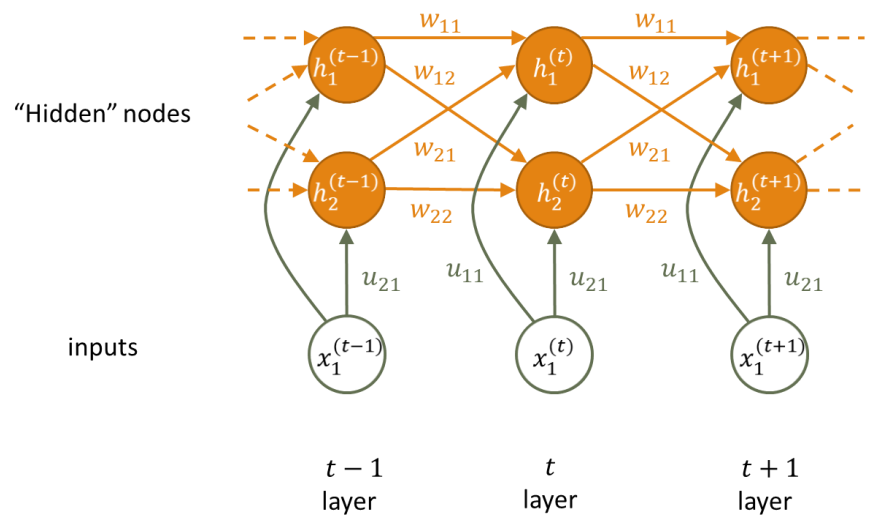 w₁₁ w₁₁
h₁⁽ᵗ⁻¹⁾ h₁⁽ᵗ⁾ h₁⁽ᵗ⁺¹⁾
w₁₂ w₁₂
“Hidden” nodes
w₂₁ w₂₁
h₂⁽ᵗ⁻¹⁾ h₂⁽ᵗ⁾ h₂⁽ᵗ⁺¹⁾
w₂₂ w₂₂
u₂₁ u₁₁ u₂₁ u₁₁ u₂₁
inputs
x₁⁽ᵗ⁻¹⁾ x₁⁽ᵗ⁾ x₁⁽ᵗ⁺¹⁾
t − 1 t t + 1
layer layer layer